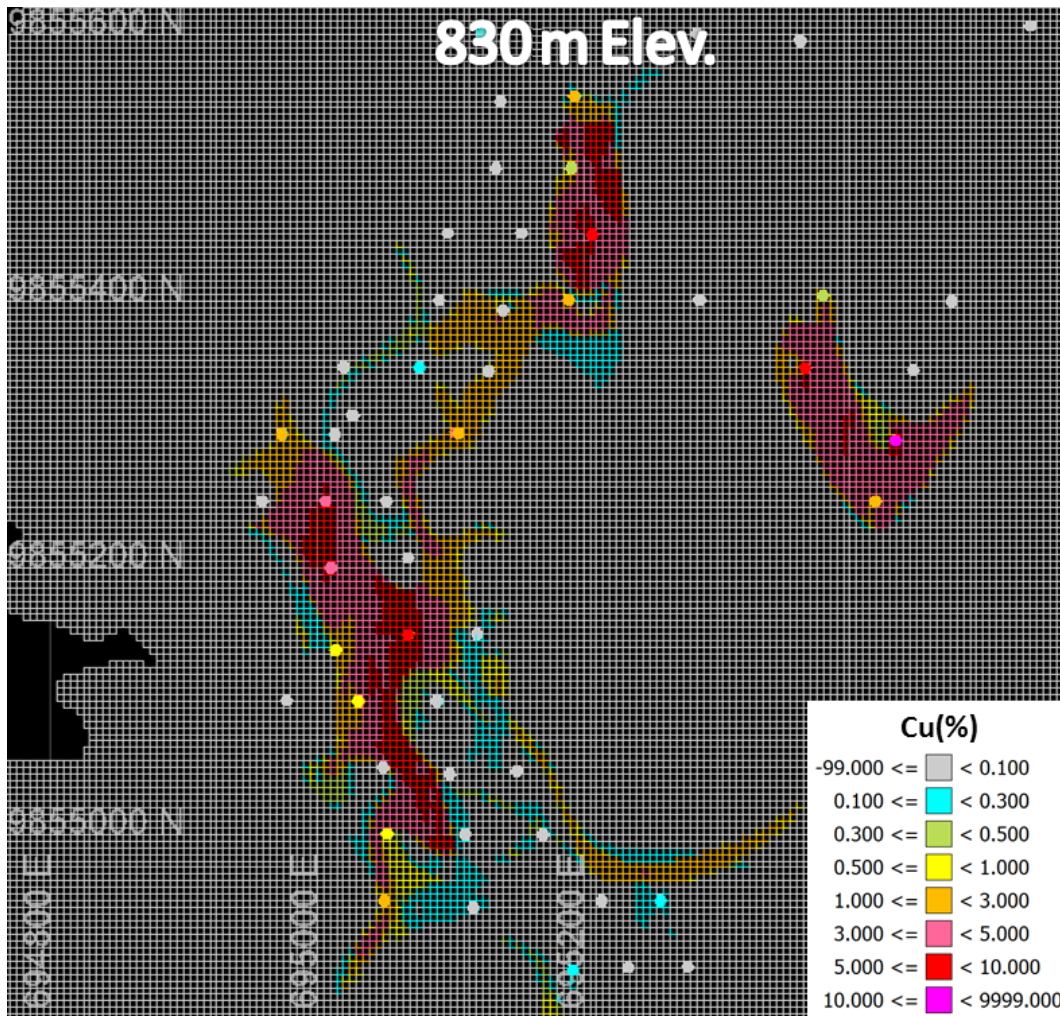 9855600 N
830 m Elev.
9855400 N
9855200 N
9855000 N
694800 E
695000 E
695200 E
Cu(%)
-99.000 <= < 0.100
0.100 <= < 0.300
0.300 <= < 0.500
0.500 <= < 1.000
1.000 <= < 3.000
3.000 <= < 5.000
5.000 <= < 10.000
10.000 <= < 9999.000